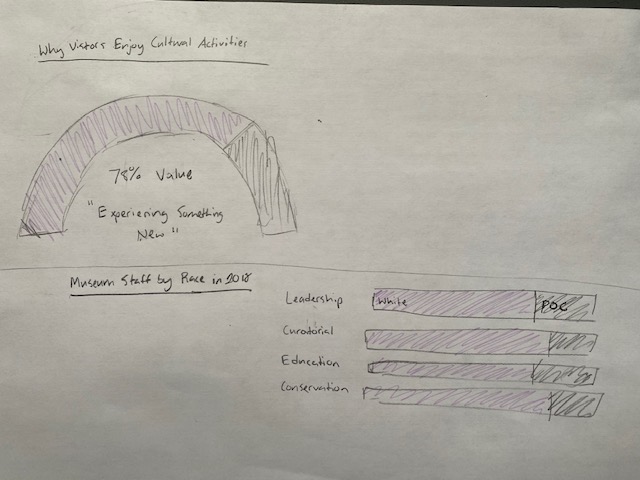 Why Vistors Enjoy Cultural Activities
78% Value
"Experiening Something
New"
Museum Staff by Race in 2018
Leadership
White
POC
Curatorial
Education
Conservation